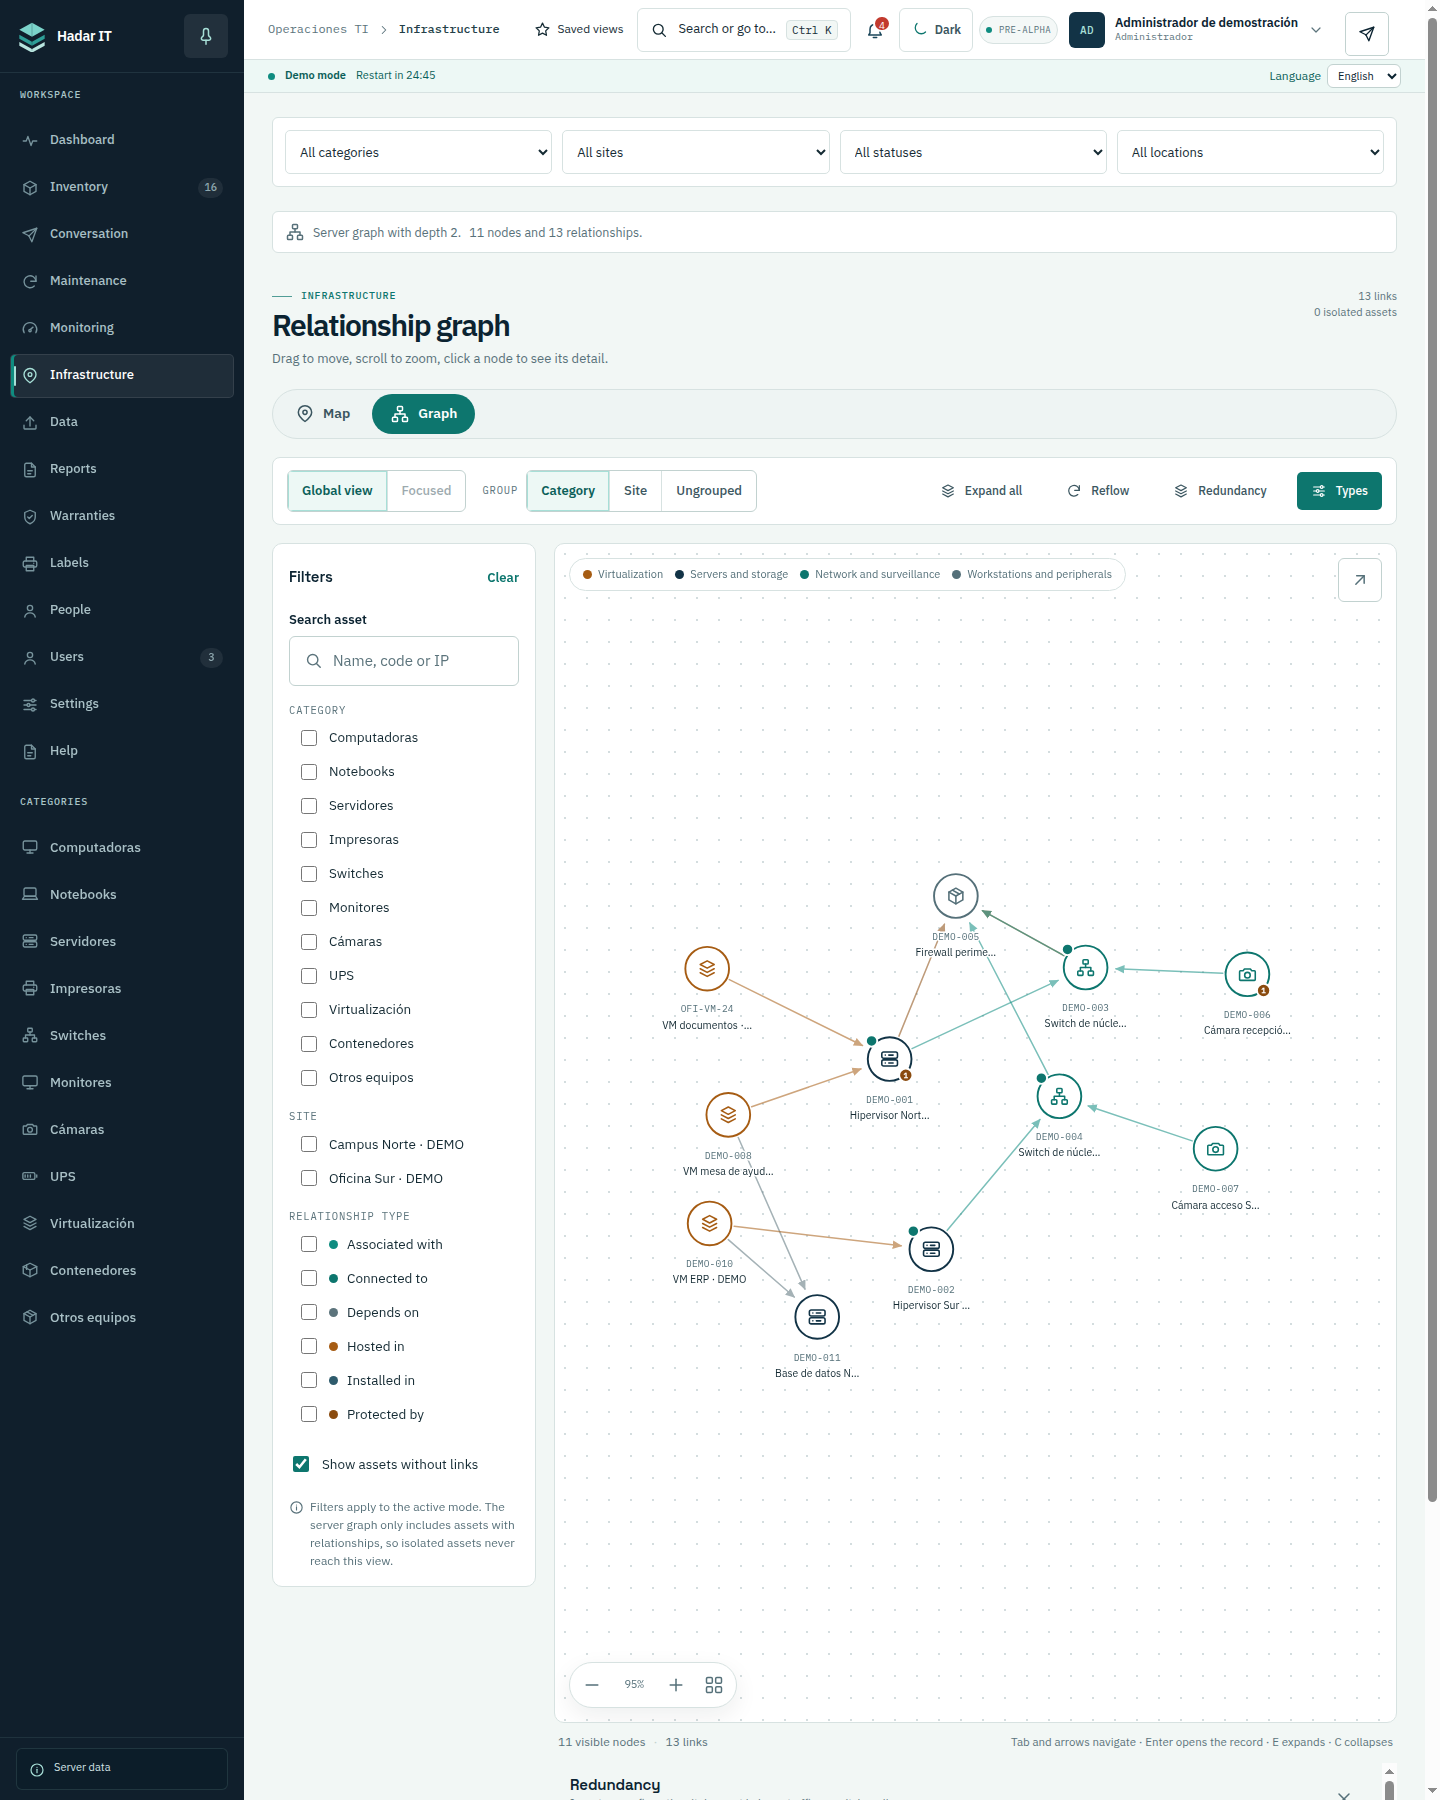 Hadar IT
WORKSPACE
Dashboard
Inventory 16
Conversation
Maintenance
Monitoring
Infrastructure
Data
Reports
Warranties
Labels
People
Users 3
Settings
Help
CATEGORIES
Computadoras
Notebooks
Servidores
Impresoras
Switches
Monitores
Cámaras
UPS
Virtualización
Contenedores
Otros equipos
Server data
Operaciones TI > Infrastructure
Saved views
Search or go to... Ctrl K
4
Dark
PRE-ALPHA
AD
Administrador de demostración
Administrador
Demo mode Restart in 24:45
Language English
All categories All sites All statuses All locations
Server graph with depth 2. 11 nodes and 13 relationships.
INFRASTRUCTURE
Relationship graph
Drag to move, scroll to zoom, click a node to see its detail.
13 links
0 isolated assets
Map Graph
Global view Focused GROUP Category Site Ungrouped
Expand all Reflow Redundancy Types
Filters Clear
Search asset
Name, code or IP
CATEGORY
Computadoras
Notebooks
Servidores
Impresoras
Switches
Monitores
Cámaras
UPS
Virtualización
Contenedores
Otros equipos
SITE
Campus Norte · DEMO
Oficina Sur · DEMO
RELATIONSHIP TYPE
Associated with
Connected to
Depends on
Hosted in
Installed in
Protected by
Show assets without links
Filters apply to the active mode. The
server graph only includes assets with
relationships, so isolated assets never
reach this view.
Virtualization Servers and storage Network and surveillance Workstations and peripherals
DEMO-005
Firewall perime...
OFI-VM-24
VM documentos ·...
DEMO-003
Switch de núcle...
1
DEMO-006
Cámara recepció...
1
DEMO-001
Hipervisor Nort...
DEMO-008
VM mesa de ayud...
DEMO-004
Switch de núcle...
DEMO-007
Cámara acceso S...
DEMO-010
VM ERP · DEMO
DEMO-002
Hipervisor Sur ...
DEMO-011
Base de datos N...
95%
11 visible nodes · 13 links
Tab and arrows navigate · Enter opens the record · E expands · C collapses
Redundancy